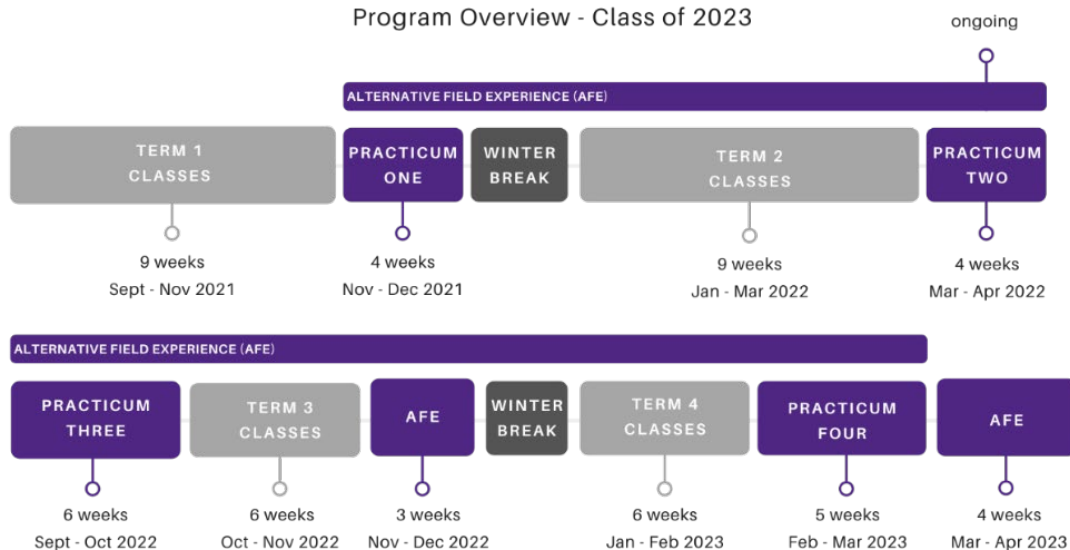 Program Overview - Class of 2023
ongoing
ALTERNATIVE FIELD EXPERIENCE (AFE)
TERM 1
CLASSES
PRACTICUM
ONE
WINTER
BREAK
TERM 2
CLASSES
PRACTICUM
TWO
9 weeks
Sept - Nov 2021
4 weeks
Nov - Dec 2021
9 weeks
Jan - Mar 2022
4 weeks
Mar - Apr 2022
ALTERNATIVE FIELD EXPERIENCE (AFE)
PRACTICUM
THREE
TERM 3
CLASSES
AFE
WINTER
BREAK
TERM 4
CLASSES
PRACTICUM
FOUR
AFE
6 weeks
Sept - Oct 2022
6 weeks
Oct - Nov 2022
3 weeks
Nov - Dec 2022
6 weeks
Jan - Feb 2023
5 weeks
Feb - Mar 2023
4 weeks
Mar - Apr 2023